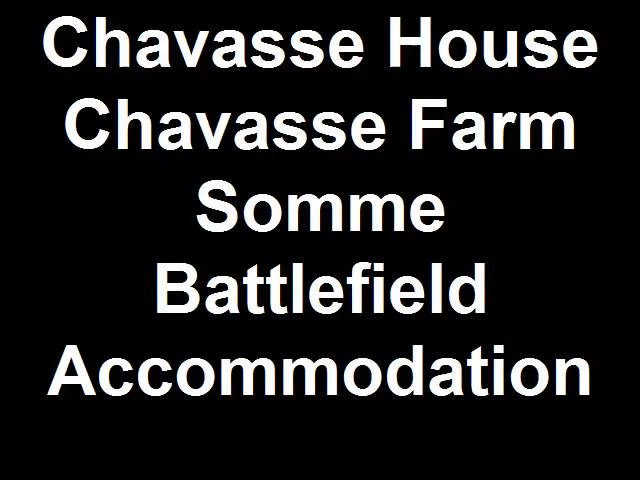 Chavasse House
Chavasse Farm
Somme
Battlefield
Accommodation